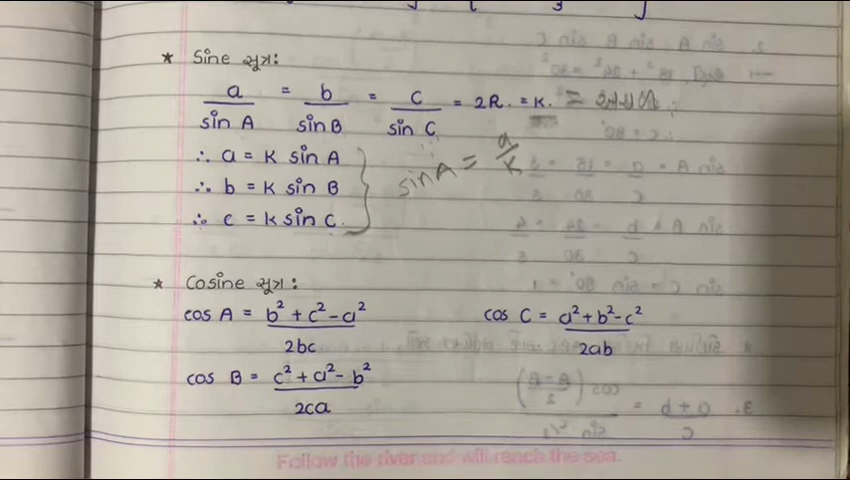 * Sine સૂત્ર:
a/sin A = b/sin B = c/sin C = 2R. = K. = અચળ
∴ a = K sin A
∴ b = K sin B
∴ c = K sin C.
sin A = a/K
* Cosine સૂત્ર:
cos A = b² + c² - a² / 2bc
cos C = a² + b² - c² / 2ab
cos B = c² + a² - b² / 2ca
Follow the river and will reach the sea.